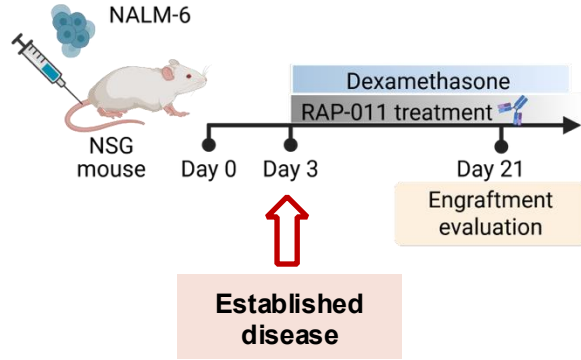 NALM-6
Dexamethasone
RAP-011 treatment
NSG
mouse
Day 0
Day 3
Day 21
Engraftment
evaluation
Established
disease